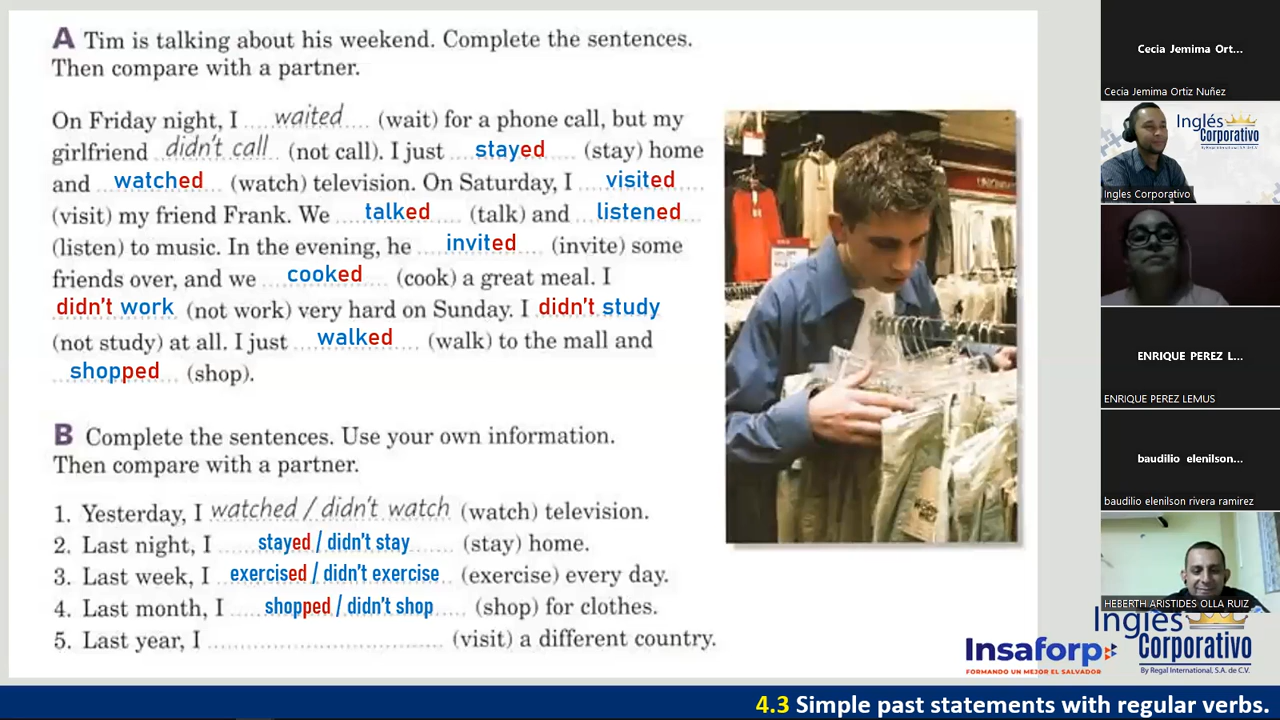 A Tim is talking about his weekend. Complete the sentences.
Then compare with a partner.
On Friday night, I waited (wait) for a phone call, but my
girlfriend didn't call (not call). I just stayed (stay) home
and watched (watch) television. On Saturday, I visited
(visit) my friend Frank. We talked (talk) and listened
(listen) to music. In the evening, he invited (invite) some
friends over, and we cooked (cook) a great meal. I
didn't work (not work) very hard on Sunday. I didn't study
(not study) at all. I just walked (walk) to the mall and
shopped (shop).
B Complete the sentences. Use your own information.
Then compare with a partner.
1. Yesterday, I watched / didn't watch (watch) television.
2. Last night, I stayed / didn't stay (stay) home.
3. Last week, I exercised / didn't exercise (exercise) every day.
4. Last month, I shopped / didn't shop (shop) for clothes.
5. Last year, I (visit) a different country.
Cecia Jemima Ort...
Cecia Jemima Ortiz Nuñez
Inglés
Corporativo
By Regal International, S.A. de C.V.
Ingles Corporativo
ENRIQUE PEREZ L...
ENRIQUE PEREZ LEMUS
baudilio elenilson...
baudilio elenilson rivera ramirez
HEBERTH ARISTIDES OLLA RUIZ
Insaforp
FORMANDO UN MEJOR EL SALVADOR
Inglés
Corporativo
By Regal International, S.A. de C.V.
4.3 Simple past statements with regular verbs.